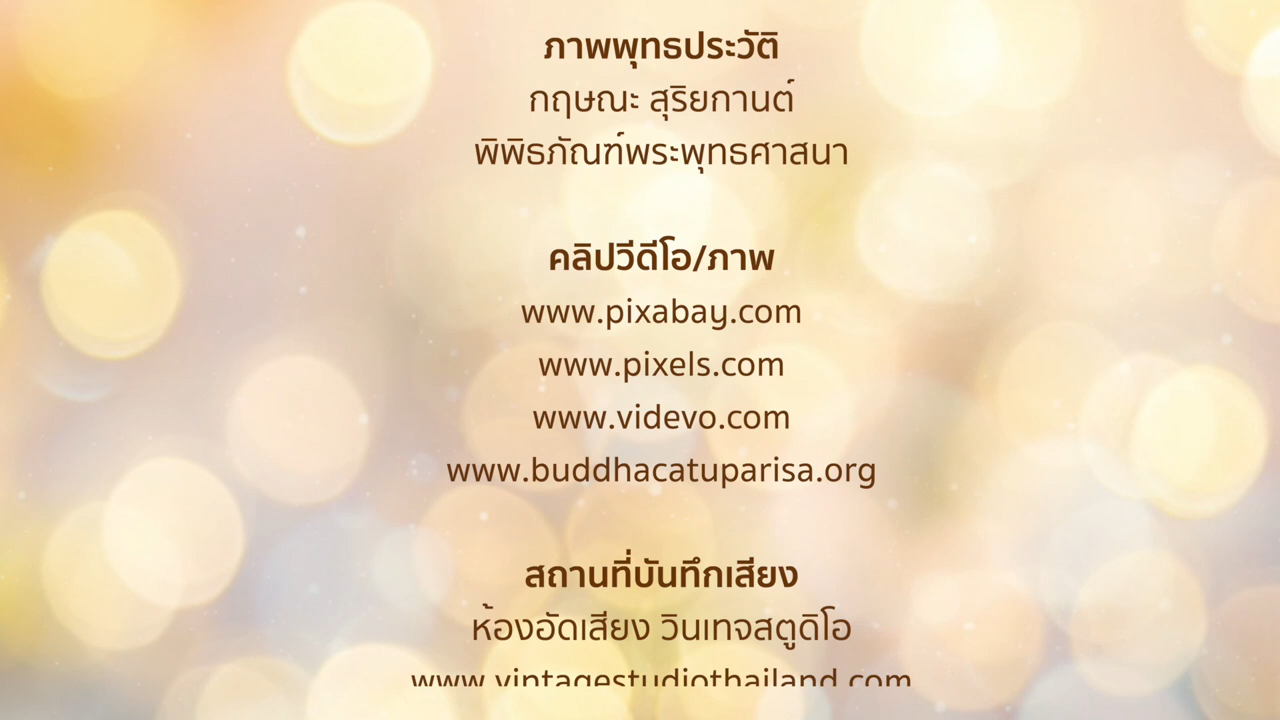 ภาพพุทธประวัติ
กฤษณะ สุริยกานต์
พิพิธภัณฑ์พระพุทธศาสนา
คลิปวีดีโอ/ภาพ
www.pixabay.com
www.pixels.com
www.videvo.com
www.buddhacatuparisa.org
สถานที่บันทึกเสียง
ห้องอัดเสียง วินเทจสตูดิโอ
www.vintagestudiothailand.com